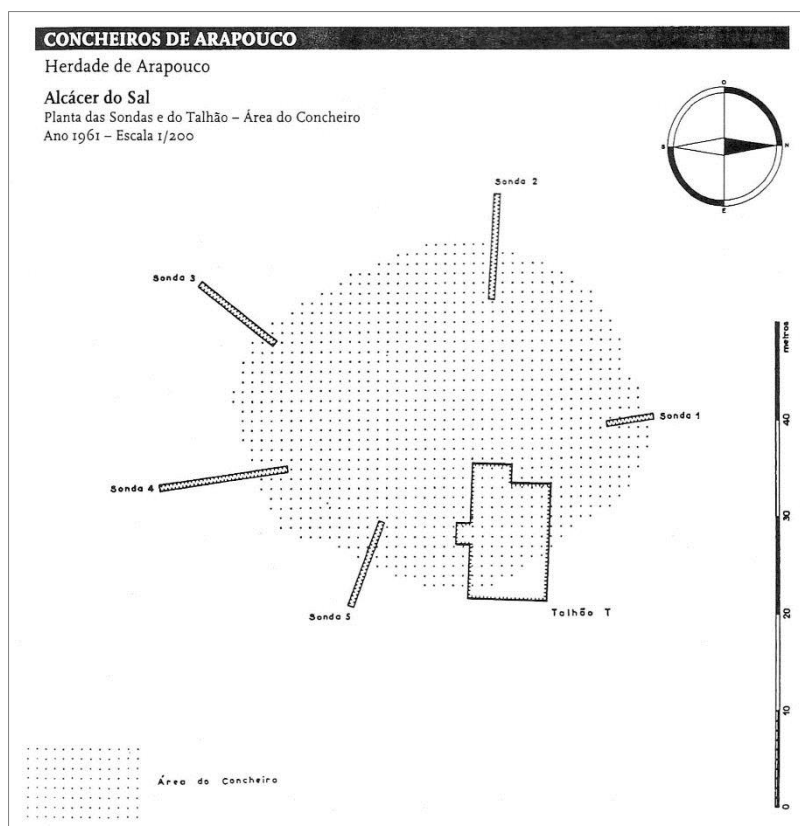 CONCHEIROS DE ARAPOUCO
Herdade de Arapouco
Alcácer do Sal
Planta das Sondas e do Talhão – Área do Concheiro
Ano 1961 – Escala 1/200
O
S
N
E
Sonda 2
Sonda 3
metros
Sonda 1
40
Sonda 4
30
Sonda 5
Talhão T
20
10
Área do Concheiro
0